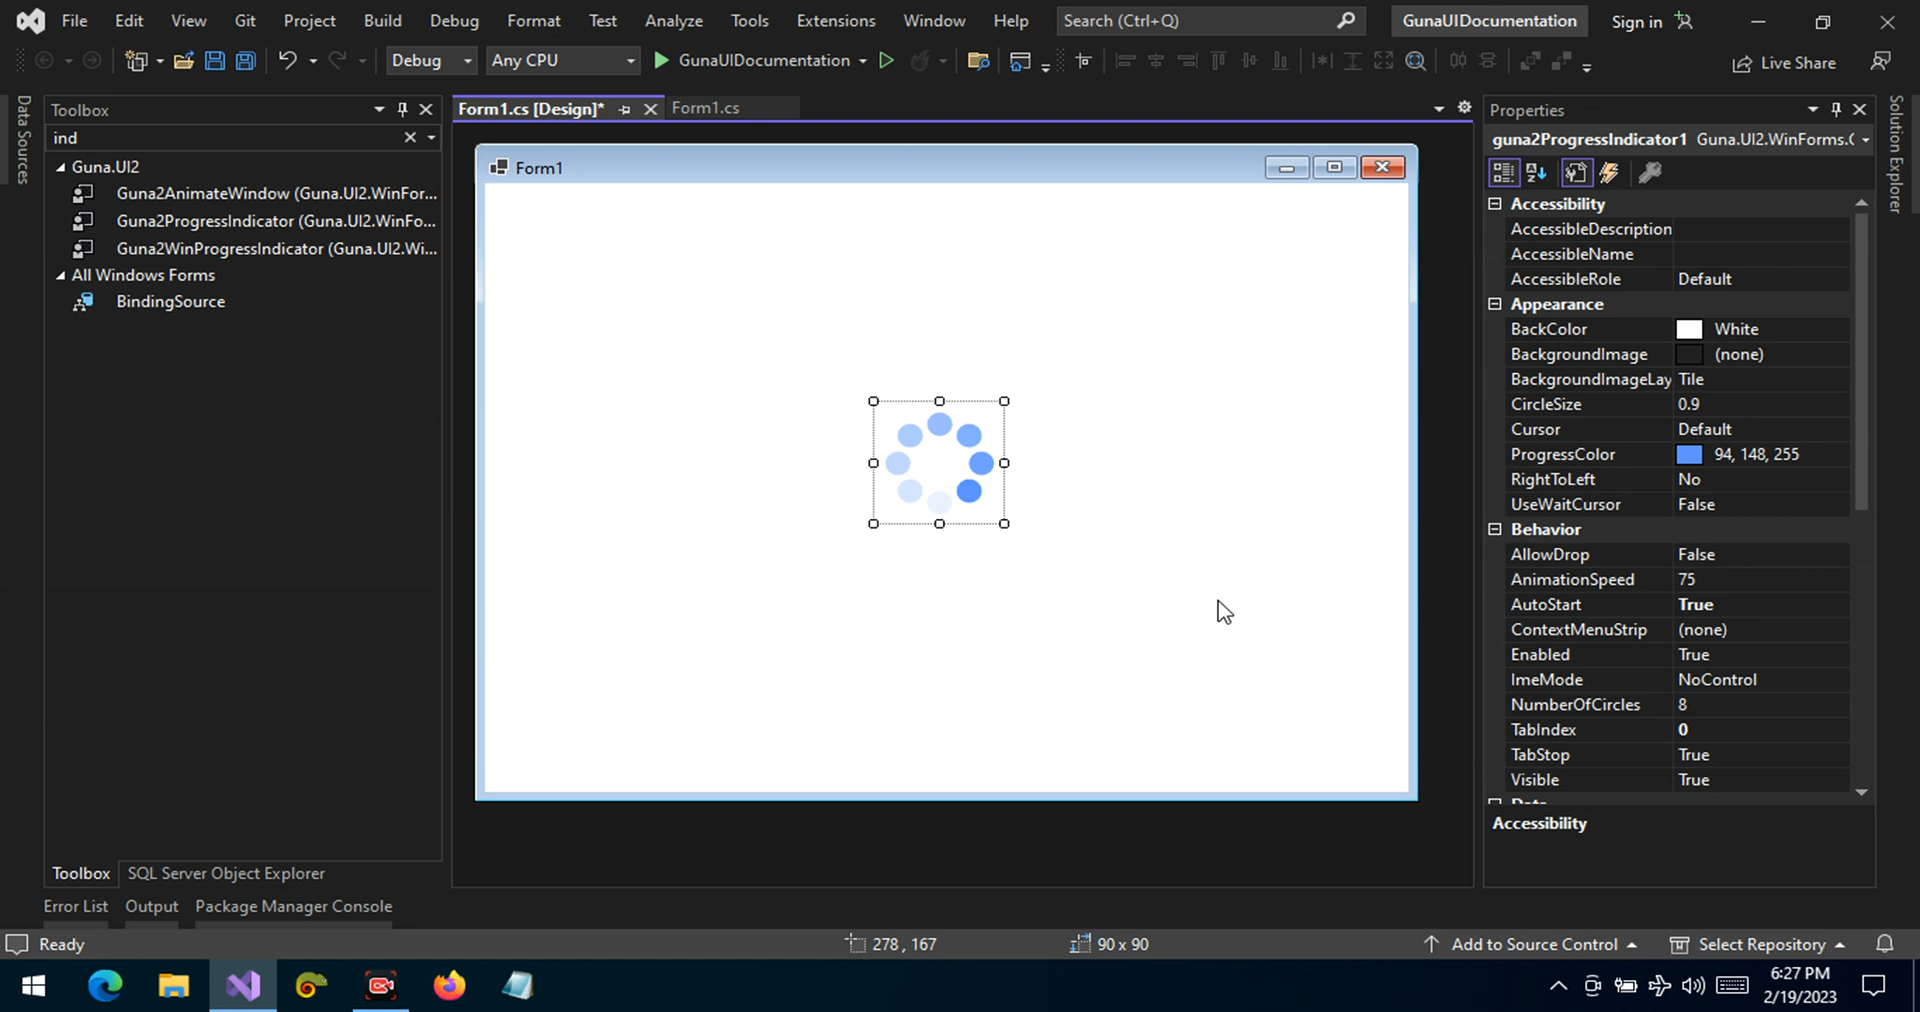 File Edit View Git Project Build Debug Format Test Analyze Tools Extensions Window Help Search (Ctrl+Q) GunaUIDocumentation Sign in
Debug Any CPU GunaUIDocumentation Live Share
Data Sources
Toolbox
ind
Guna.UI2
Guna2AnimateWindow (Guna.UI2.WinFor...
Guna2ProgressIndicator (Guna.UI2.WinFo...
Guna2WinProgressIndicator (Guna.UI2.Wi...
All Windows Forms
BindingSource
Toolbox SQL Server Object Explorer
Error List Output Package Manager Console
Form1.cs [Design]* Form1.cs
Form1
Properties
guna2ProgressIndicator1 Guna.UI2.WinForms.(
Accessibility
AccessibleDescription
AccessibleName
AccessibleRole Default
Appearance
BackColor White
BackgroundImage (none)
BackgroundImageLay Tile
CircleSize 0.9
Cursor Default
ProgressColor 94, 148, 255
RightToLeft No
UseWaitCursor False
Behavior
AllowDrop False
AnimationSpeed 75
AutoStart True
ContextMenuStrip (none)
Enabled True
ImeMode NoControl
NumberOfCircles 8
TabIndex 0
TabStop True
Visible True
Accessibility
Solution Explorer
Ready 278 , 167 90 x 90 Add to Source Control Select Repository
6:27 PM
2/19/2023